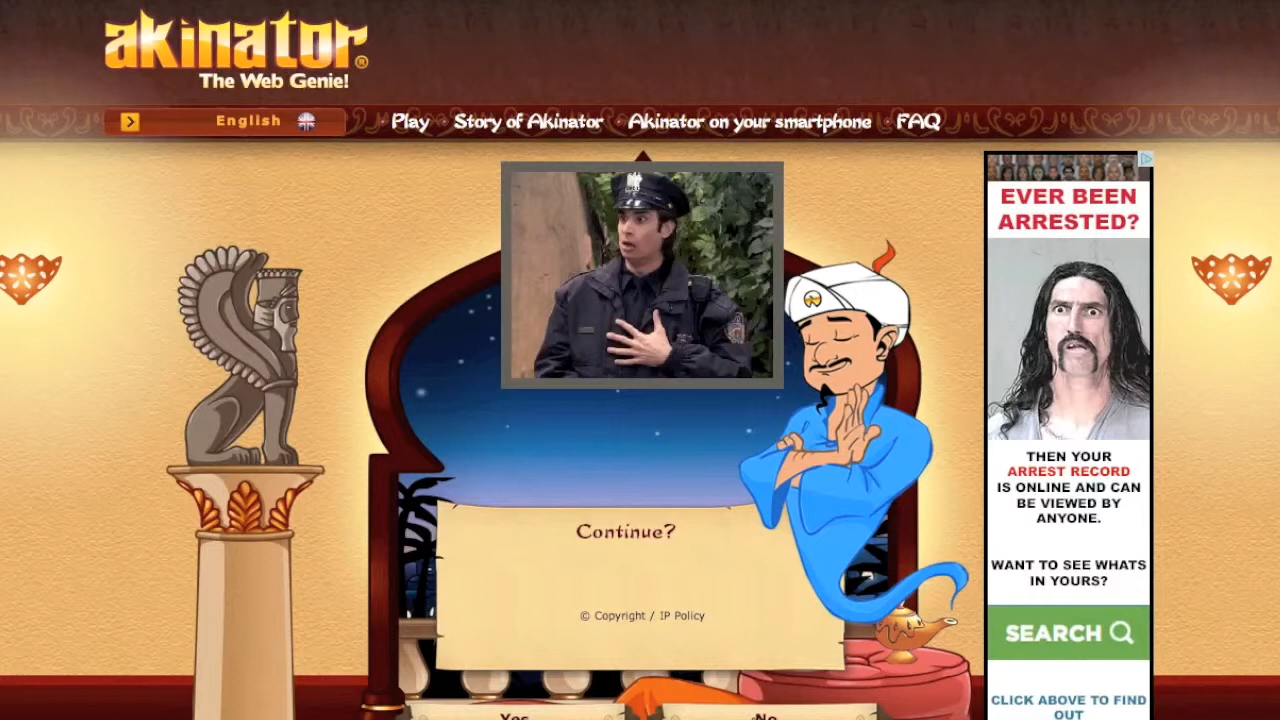 akinator®
The Web Genie!
English
· Play · Story of Akinator · Akinator on your smartphone · FAQ
EVER BEEN
ARRESTED?
THEN YOUR
ARREST RECORD
IS ONLINE AND CAN
BE VIEWED BY
ANYONE.
WANT TO SEE WHATS
IN YOURS?
SEARCH
CLICK ABOVE TO FIND
OUT
Continue?
© Copyright / IP Policy
Yes
No